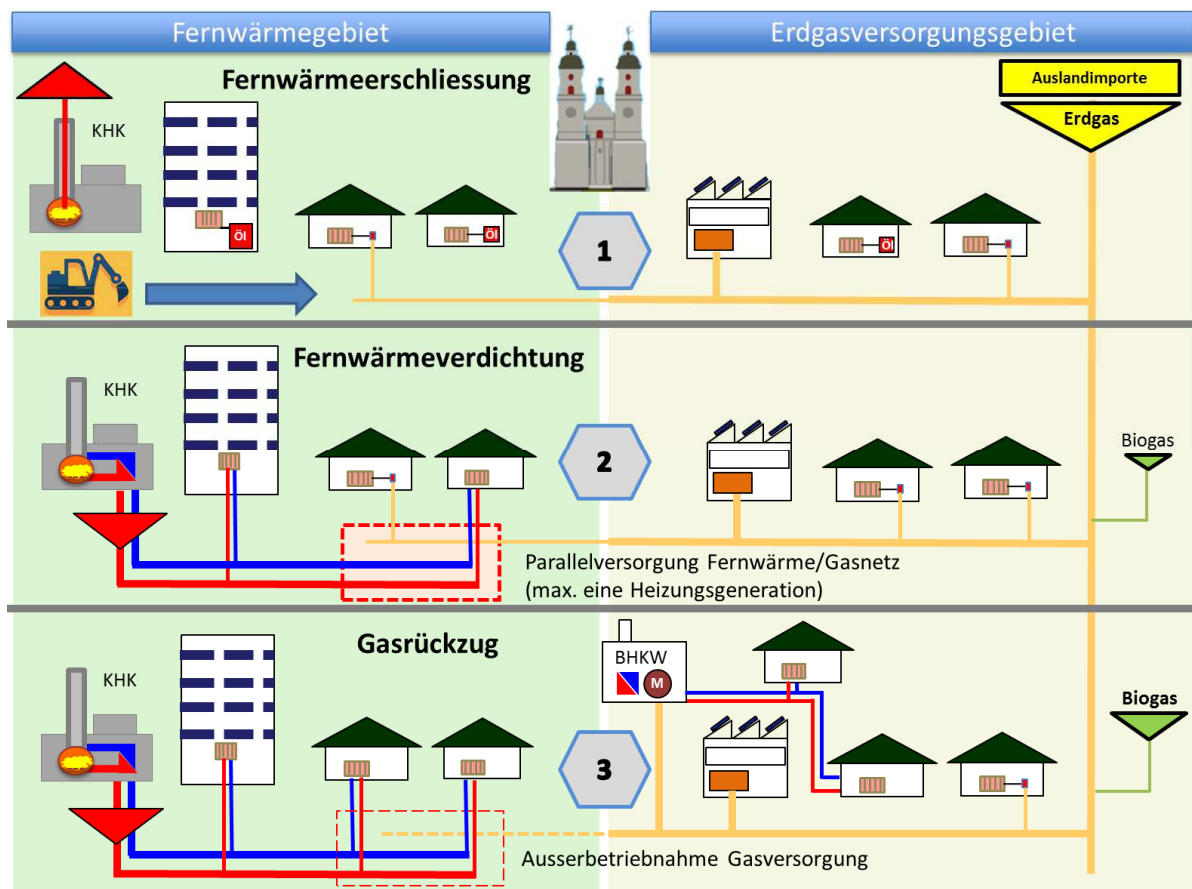 Fernwärmegebiet
Erdgasversorgungsgebiet
Fernwärmeerschliessung
Auslandimporte
Erdgas
KHK
Öl
Öl
Öl
1
Fernwärmeverdichtung
KHK
2
Biogas
Parallelversorgung Fernwärme/Gasnetz
(max. eine Heizungsgeneration)
Gasrückzug
BHKW
M
KHK
Biogas
3
Ausserbetriebnahme Gasversorgung